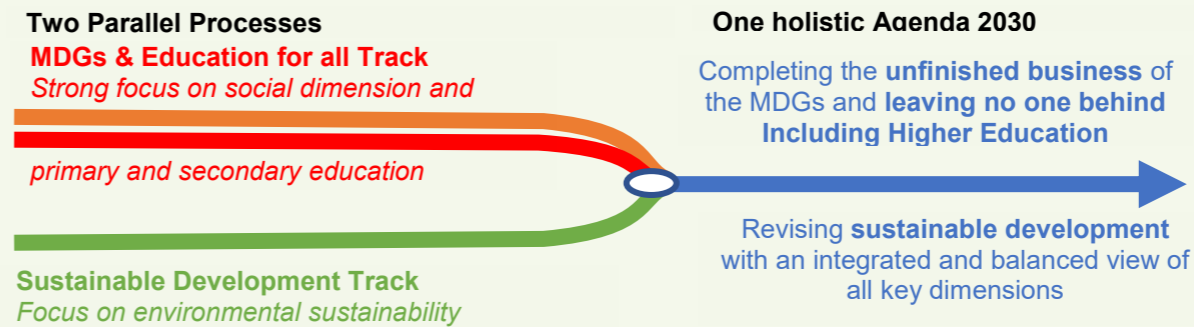 Two Parallel Processes
MDGs & Education for all Track
Strong focus on social dimension and
primary and secondary education
Sustainable Development Track
Focus on environmental sustainability
One holistic Agenda 2030
Completing the unfinished business of
the MDGs and leaving no one behind
Including Higher Education
Revising sustainable development
with an integrated and balanced view of
all key dimensions